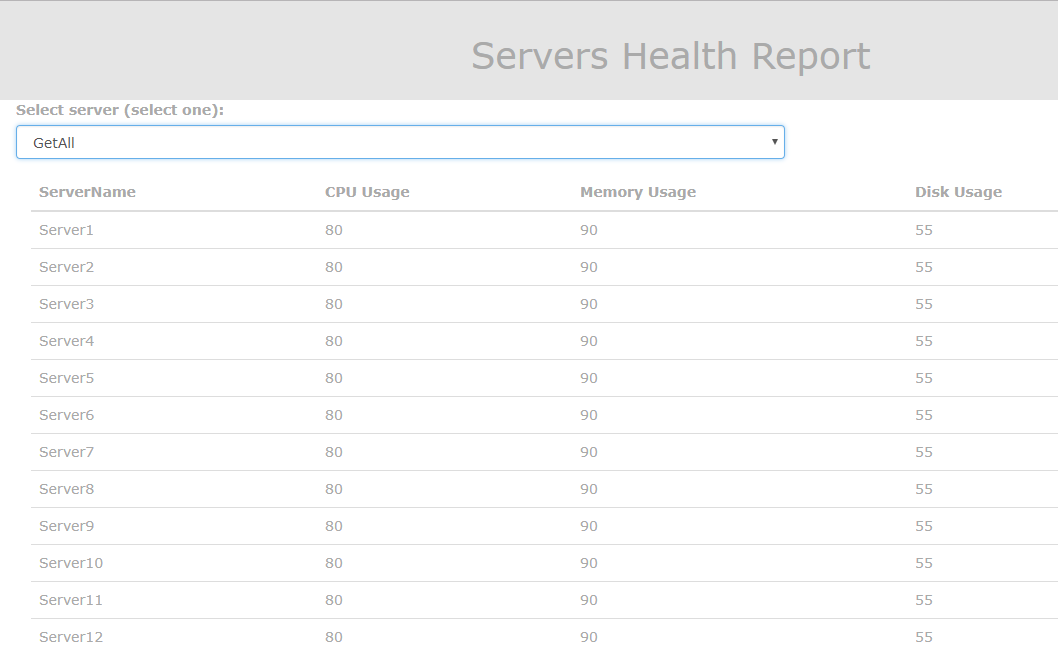 Servers Health Report
Select server (select one):
GetAll
ServerName CPU Usage Memory Usage Disk Usage
Server1 80 90 55
Server2 80 90 55
Server3 80 90 55
Server4 80 90 55
Server5 80 90 55
Server6 80 90 55
Server7 80 90 55
Server8 80 90 55
Server9 80 90 55
Server10 80 90 55
Server11 80 90 55
Server12 80 90 55